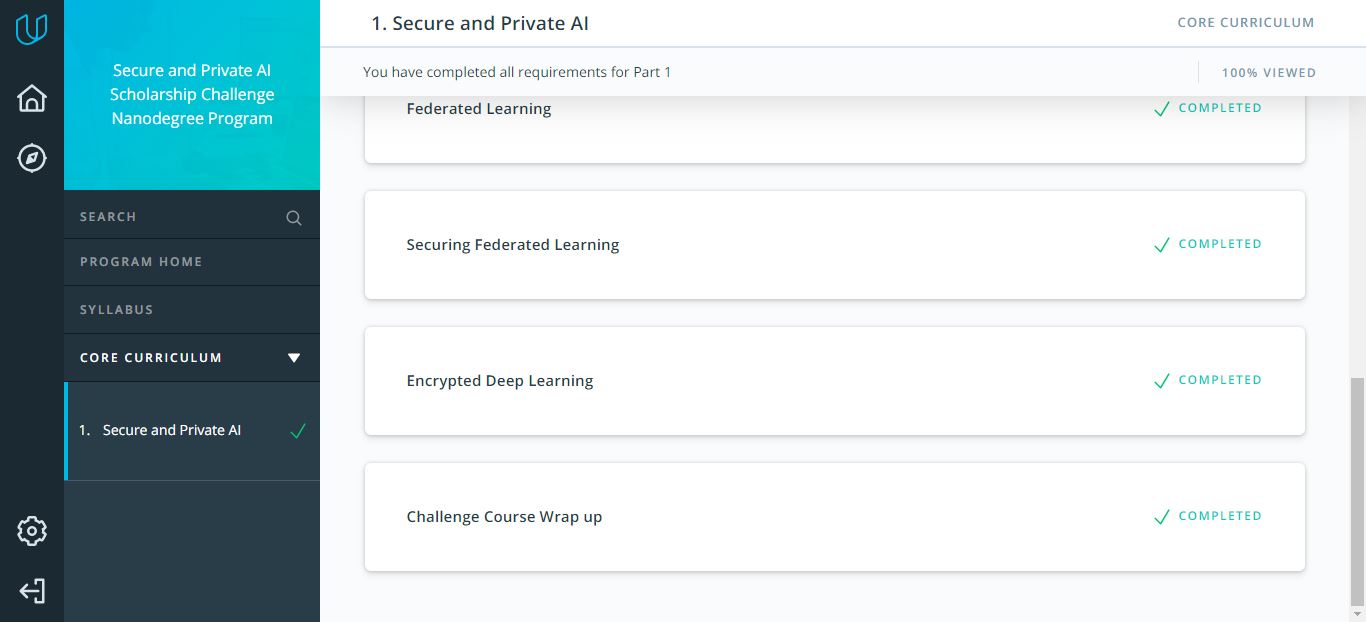 Secure and Private AI
Scholarship Challenge
Nanodegree Program
SEARCH
PROGRAM HOME
SYLLABUS
CORE CURRICULUM
1. Secure and Private AI
1. Secure and Private AI
CORE CURRICULUM
You have completed all requirements for Part 1
100% VIEWED
Federated Learning
COMPLETED
Securing Federated Learning
COMPLETED
Encrypted Deep Learning
COMPLETED
Challenge Course Wrap up
COMPLETED